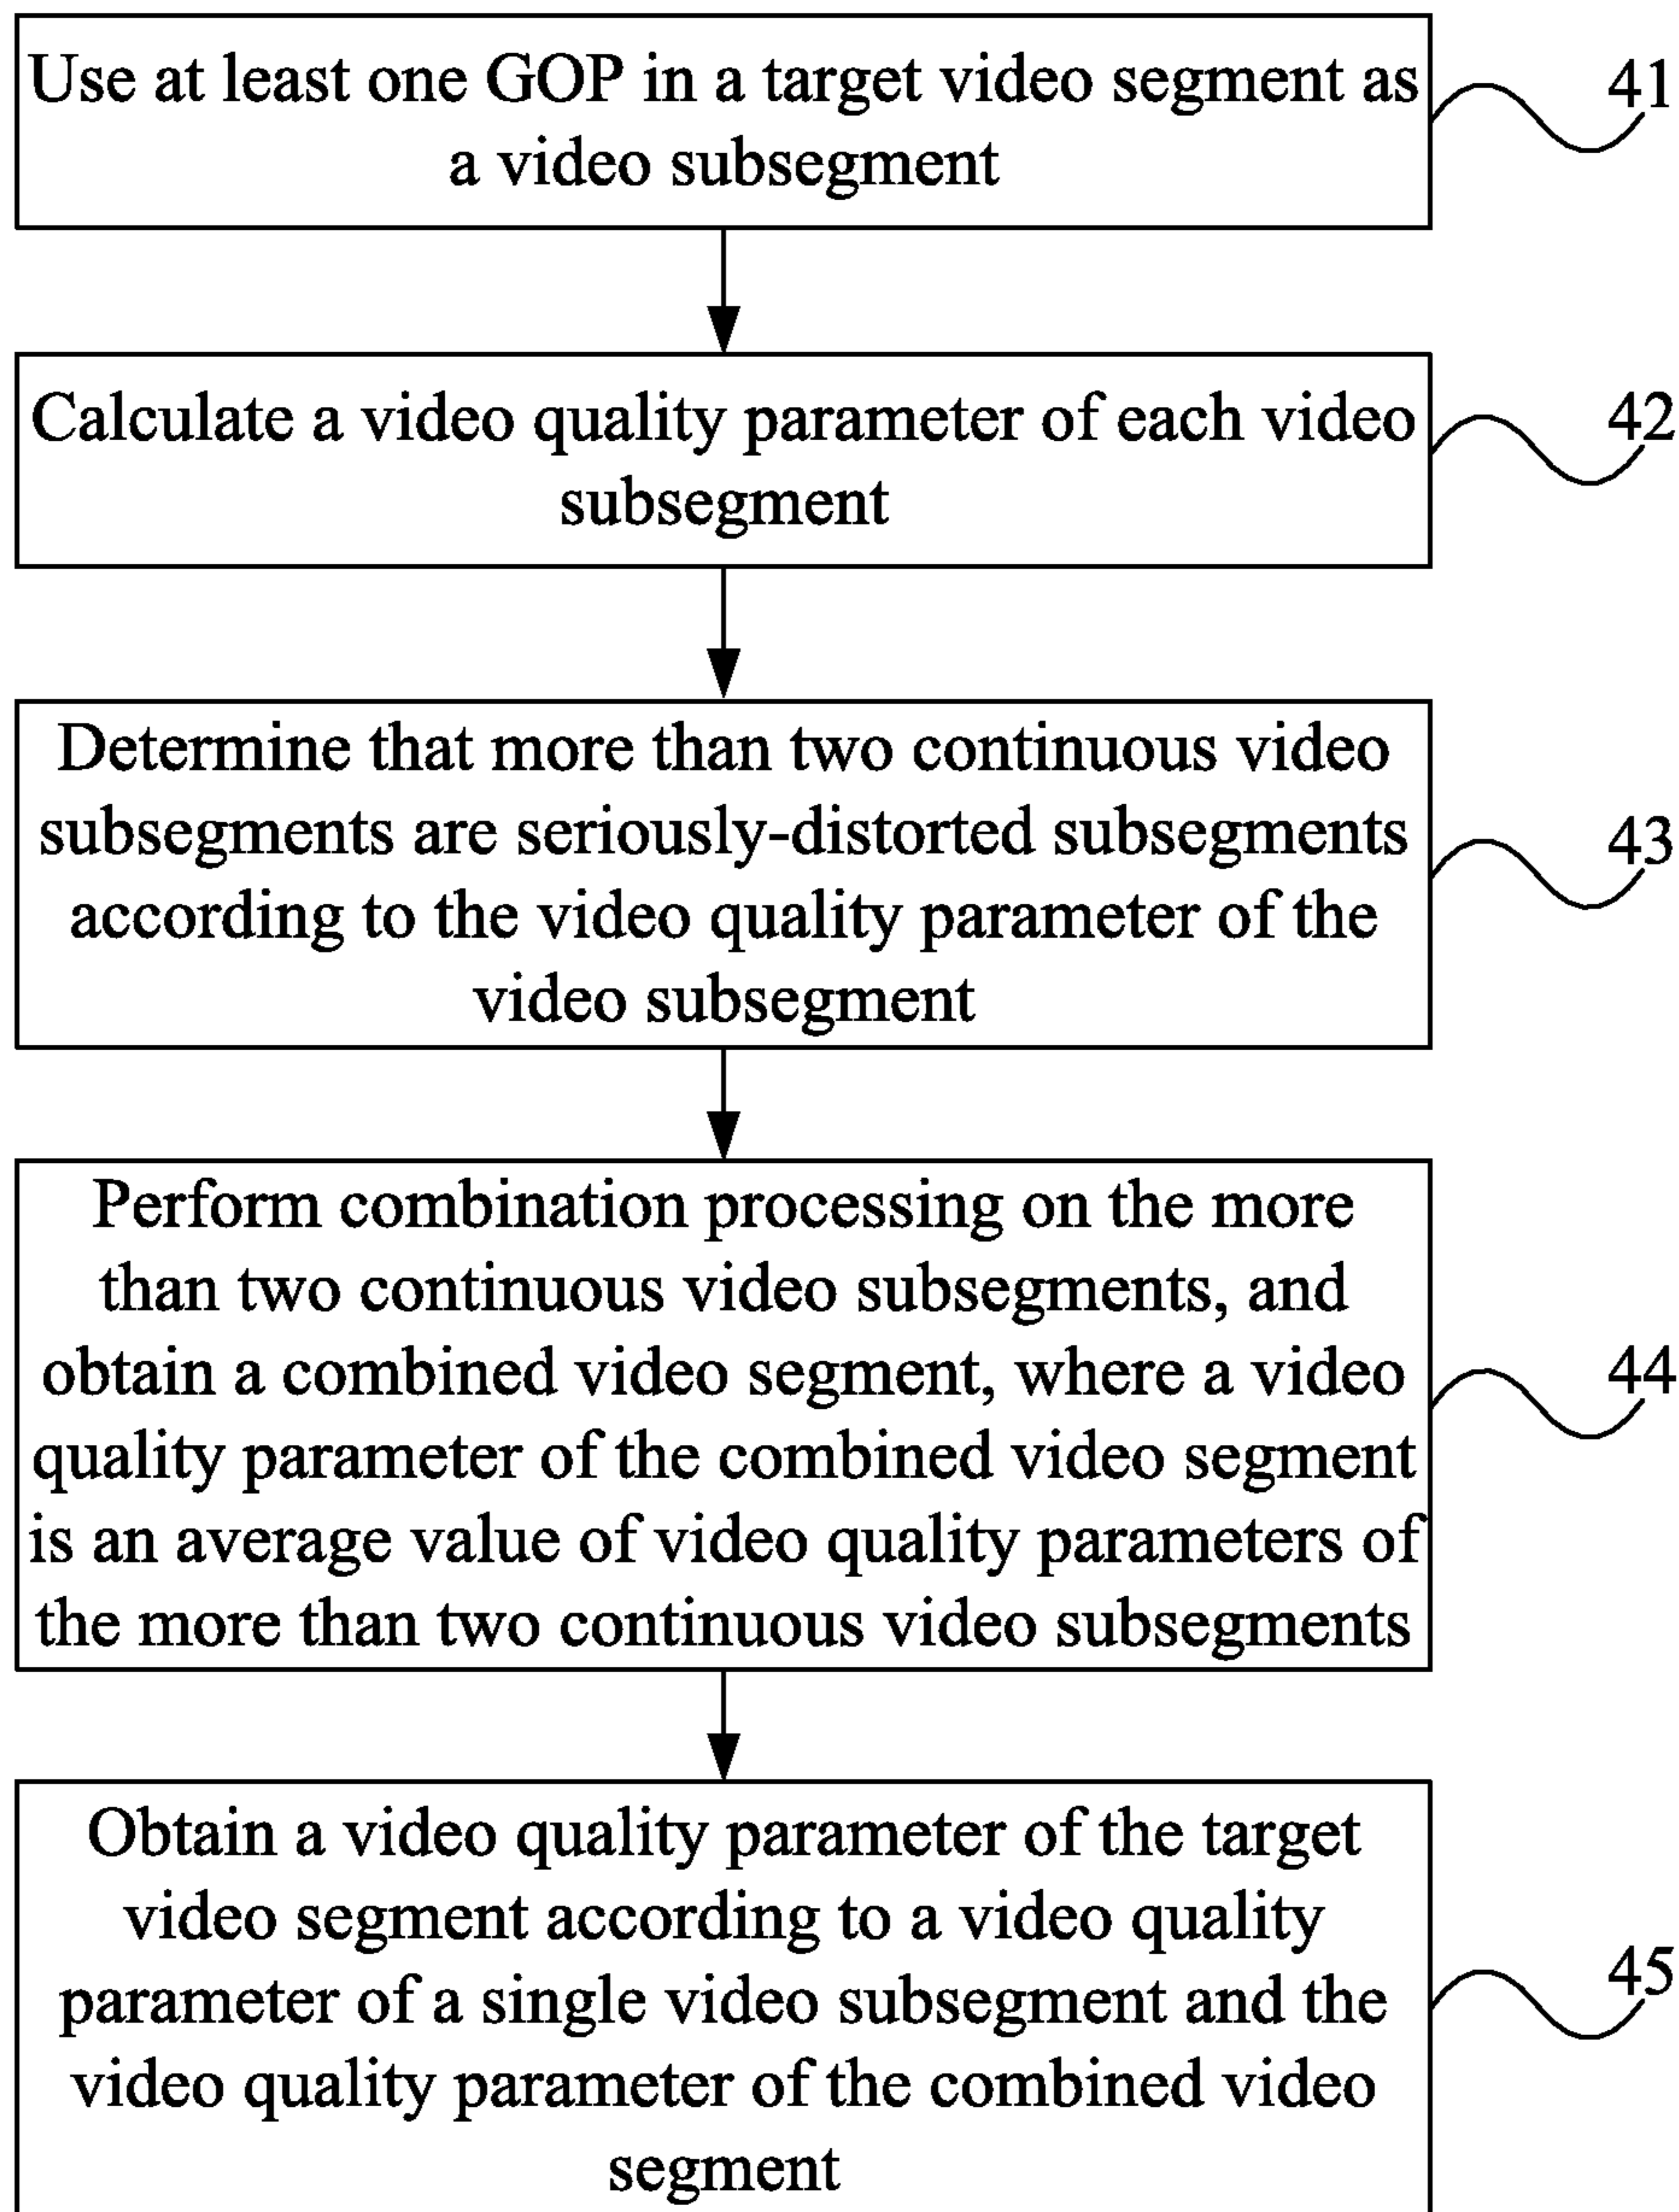 Use at least one GOP in a target video segment as
a video subsegment
41
Calculate a video quality parameter of each video
subsegment
42
Determine that more than two continuous video
subsegments are seriously-distorted subsegments
according to the video quality parameter of the
video subsegment
43
Perform combination processing on the more
than two continuous video subsegments, and
obtain a combined video segment, where a video
quality parameter of the combined video segment
is an average value of video quality parameters of
the more than two continuous video subsegments
44
Obtain a video quality parameter of the target
video segment according to a video quality
parameter of a single video subsegment and the
video quality parameter of the combined video
segment
45